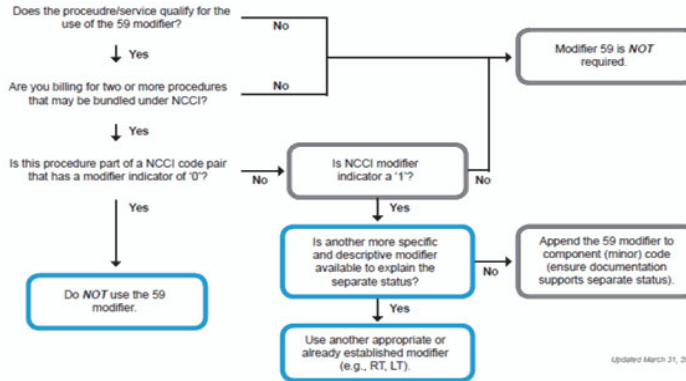 Does the proceudre/service qualify for the
use of the 59 modifier?
No
Yes
Modifier 59 is NOT
required.
Are you billing for two or more procedures
that may be bundled under NCCI?
No
Yes
Is this procedure part of a NCCI code pair
that has a modifier indicator of '0'?
No
Is NCCI modifier
indicator a '1'?
No
Yes
Yes
Is another more specific
and descriptive modifier
available to explain the
separate status?
No
Append the 59 modifier to
component (minor) code
(ensure documentation
supports separate status).
Do NOT use the 59
modifier.
Yes
Use another appropriate or
already established modifier
(e.g., RT, LT).
Updated March 31,